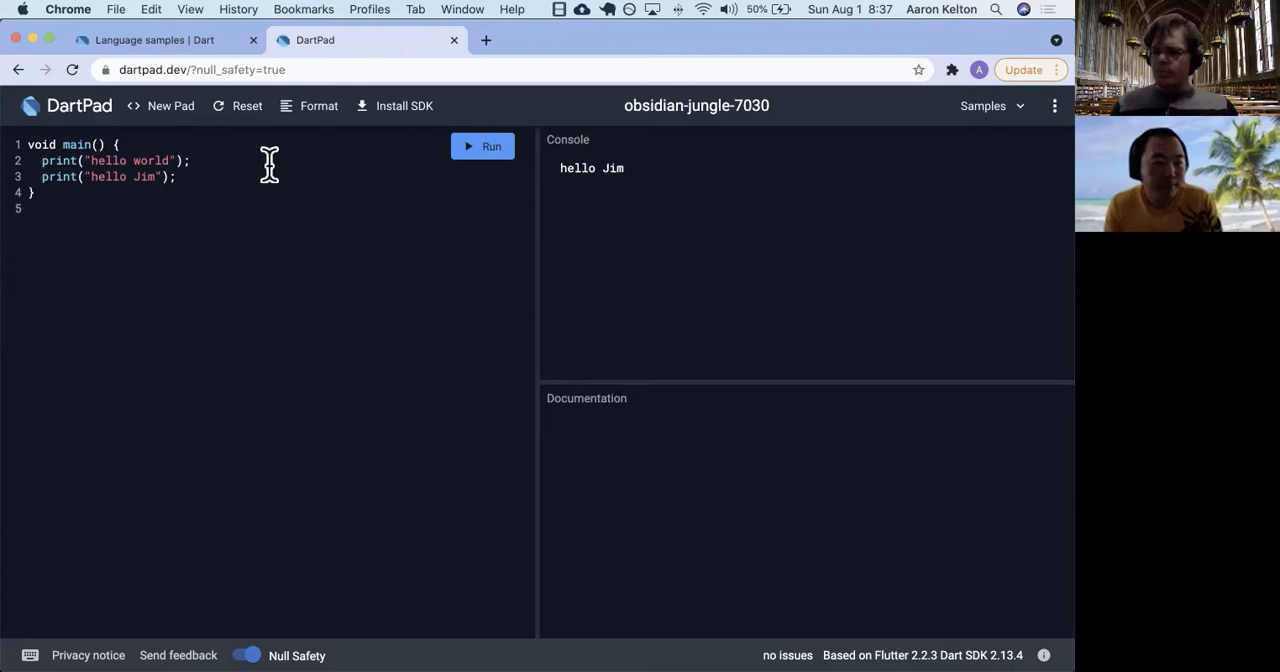 Chrome File Edit View History Bookmarks Profiles Tab Window Help 50% Sun Aug 1 8:37 Aaron Kelton
Language samples | Dart DartPad
dartpad.dev/?null_safety=true A Update
DartPad <> New Pad Reset Format Install SDK obsidian-jungle-7030 Samples
1 void main() {
2 print("hello world");
3 print("hello Jim");
4 }
5
Run
Console
hello Jim
Documentation
Privacy notice Send feedback Null Safety no issues Based on Flutter 2.2.3 Dart SDK 2.13.4